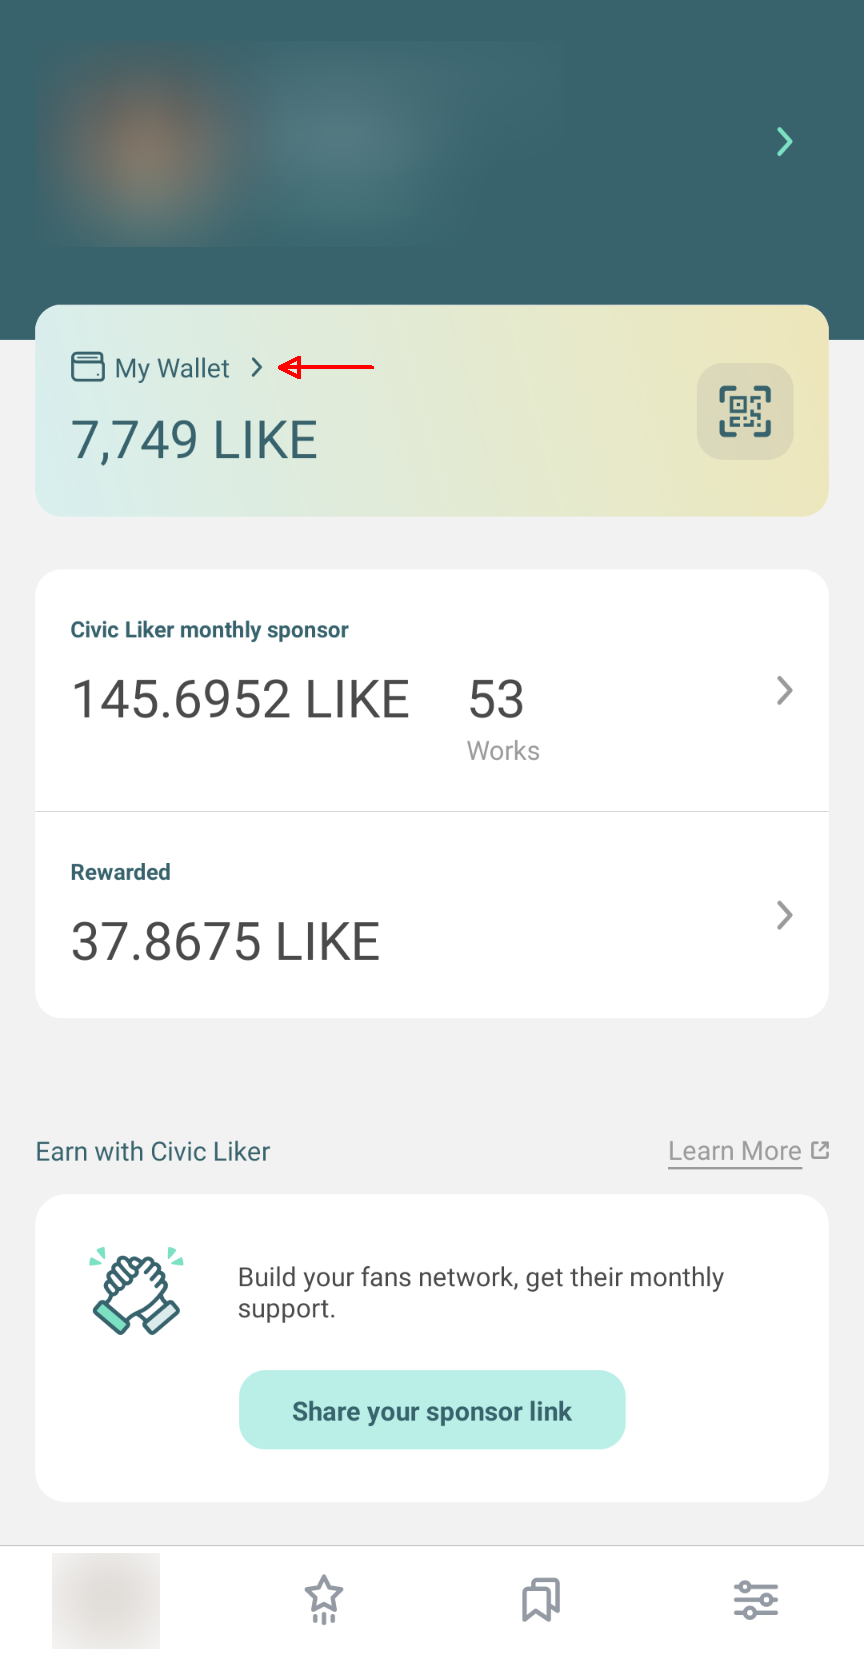 My Wallet
7,749 LIKE
Civic Liker monthly sponsor
145.6952 LIKE
53
Works
Rewarded
37.8675 LIKE
Earn with Civic Liker
Learn More
Build your fans network, get their monthly
support.
Share your sponsor link